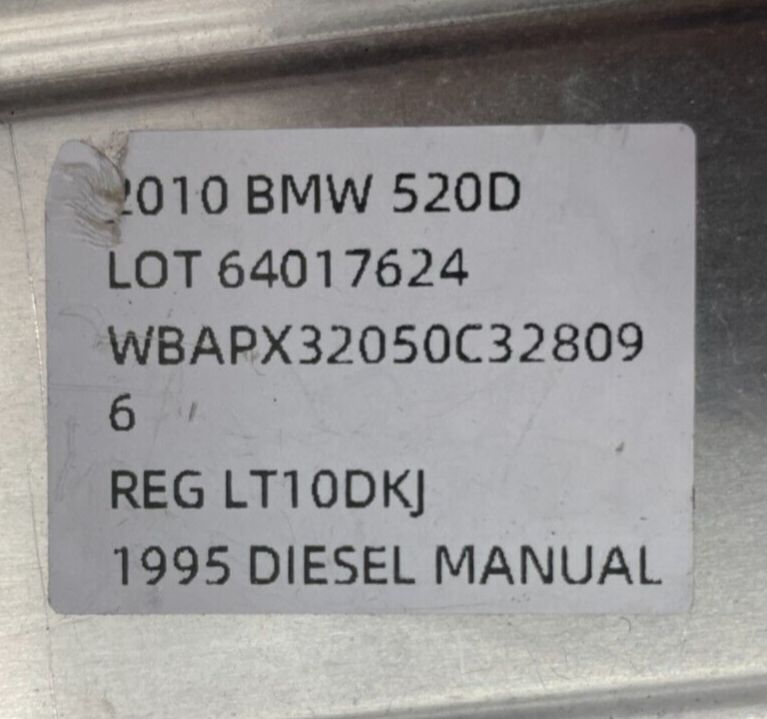 2010 BMW 520D
LOT 64017624
WBAPX32050C32809
6
REG LT10DKJ
1995 DIESEL MANUAL